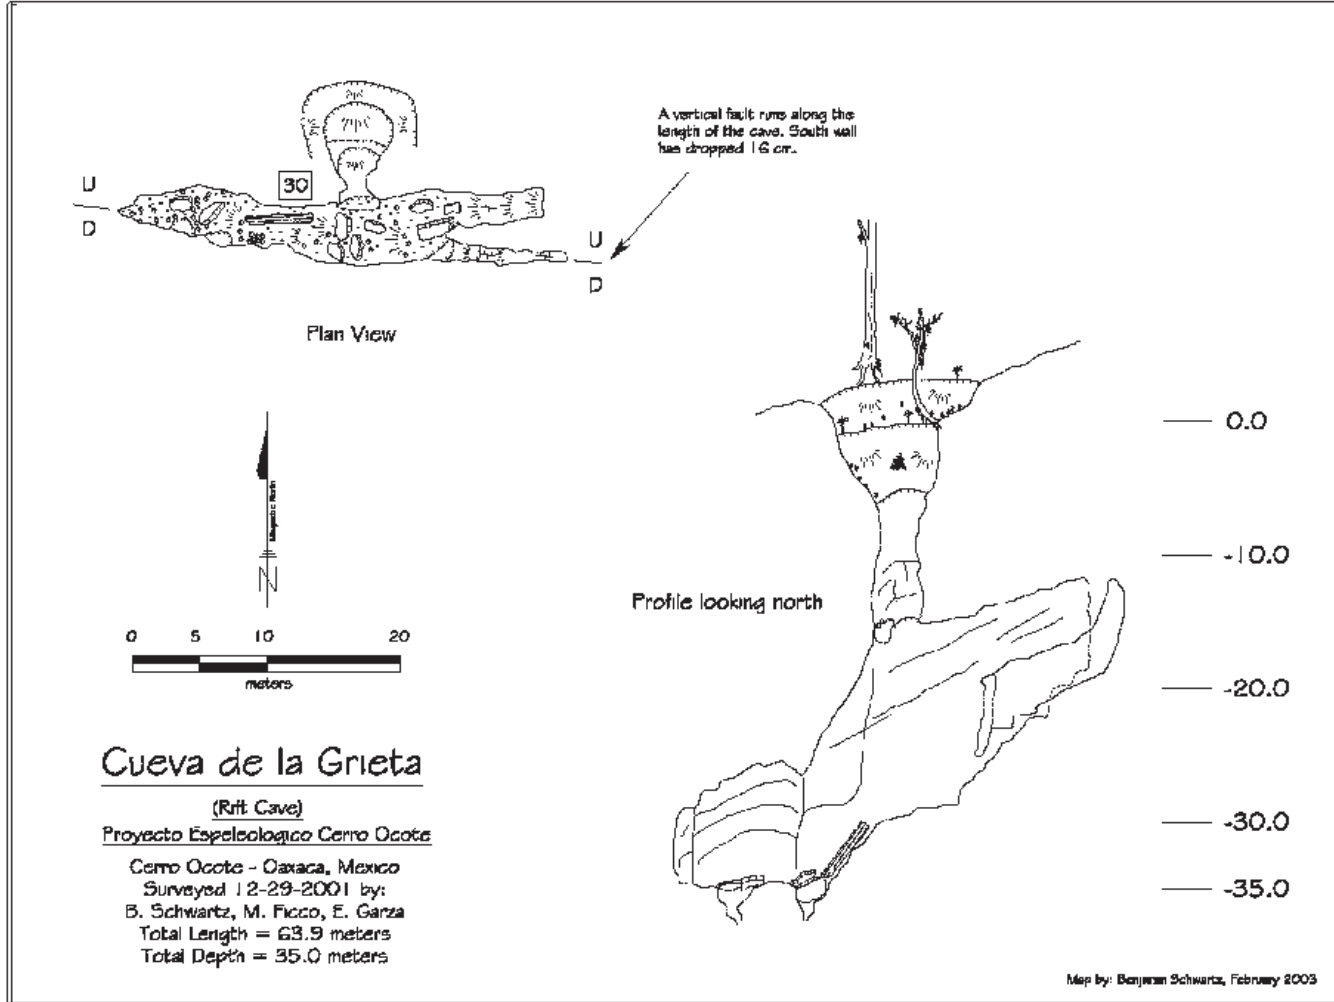 A vertical fault runs along the
length of the cave. South wall
has dropped 16 cm.
U
30
D
U
D
Plan View
0.0
Magnetic North
-10.0
N
Profile looking north
0 5 10 20
meters
-20.0
Cueva de la Grieta
(Rift Cave)
Proyecto Espeleologico Cerro Ocote
-30.0
Cerro Ocote - Oaxaca, Mexico
Surveyed 12-29-2001 by:
-35.0
B. Schwartz, M. Ficco, E. Garza
Total Length = 63.9 meters
Total Depth = 35.0 meters
Map by: Benjamin Schwartz, February 2003